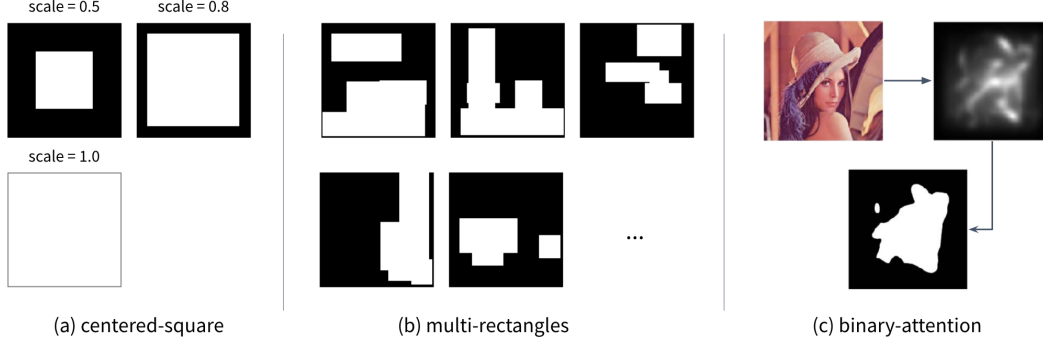 scale = 0.5
scale = 0.8
scale = 1.0
...
(a) centered-square
(b) multi-rectangles
(c) binary-attention